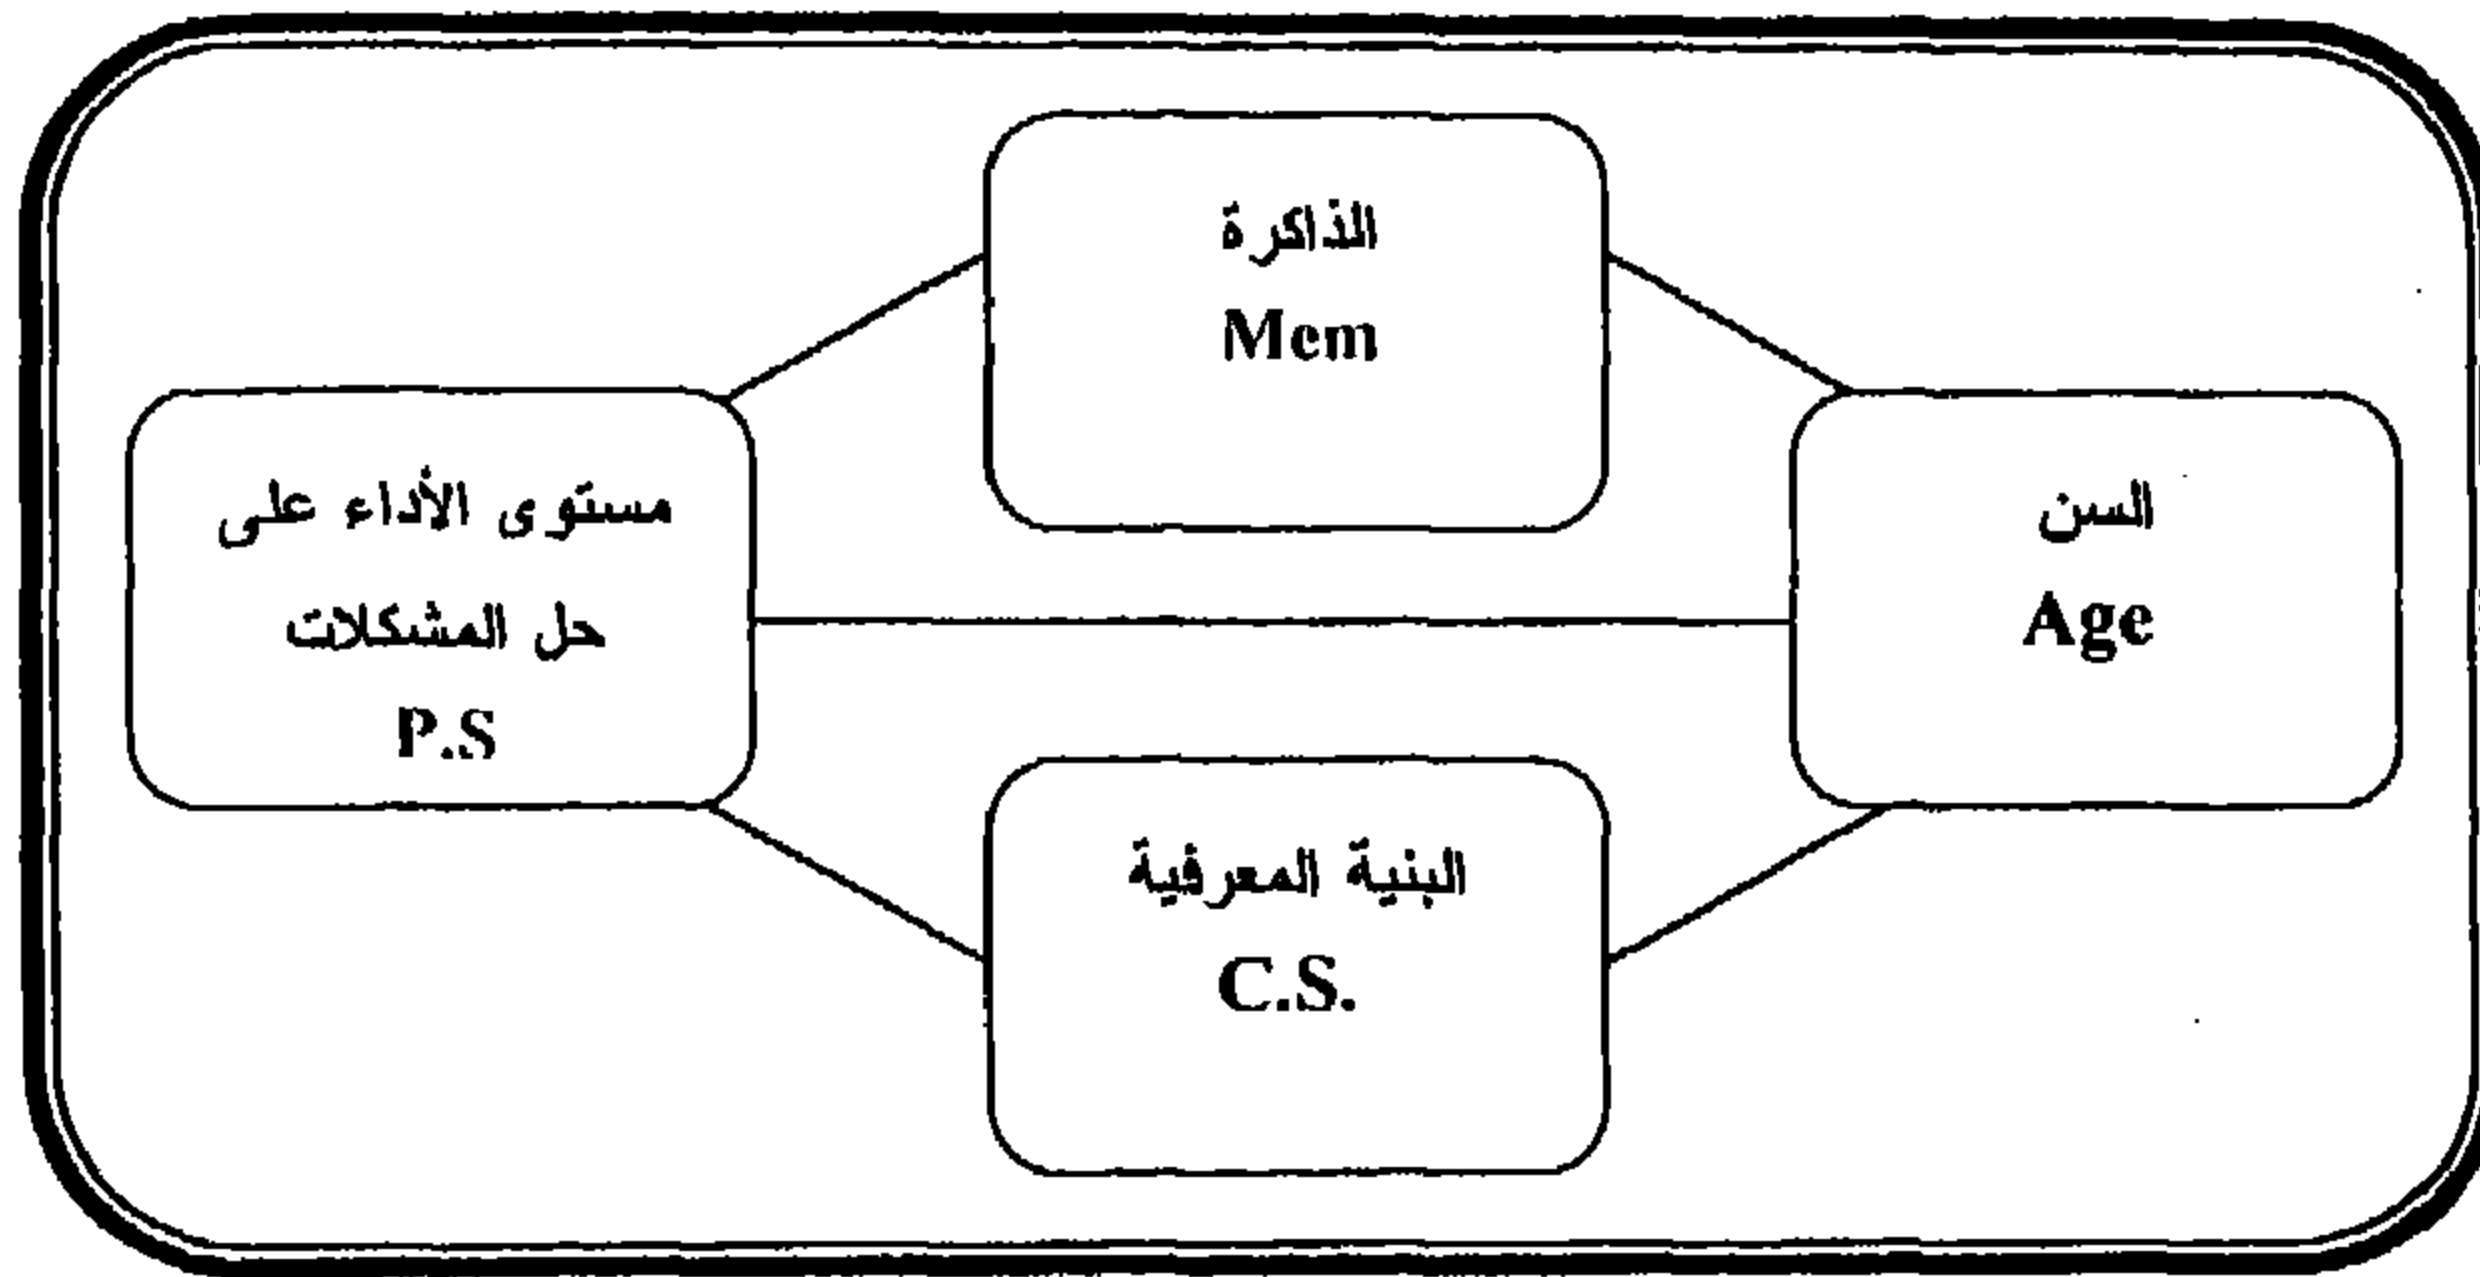 الذاكرة
Mem
السن
Age
مستوى الأداء على
حل المشكلات
P.S
البنية المعرفية
C.S.